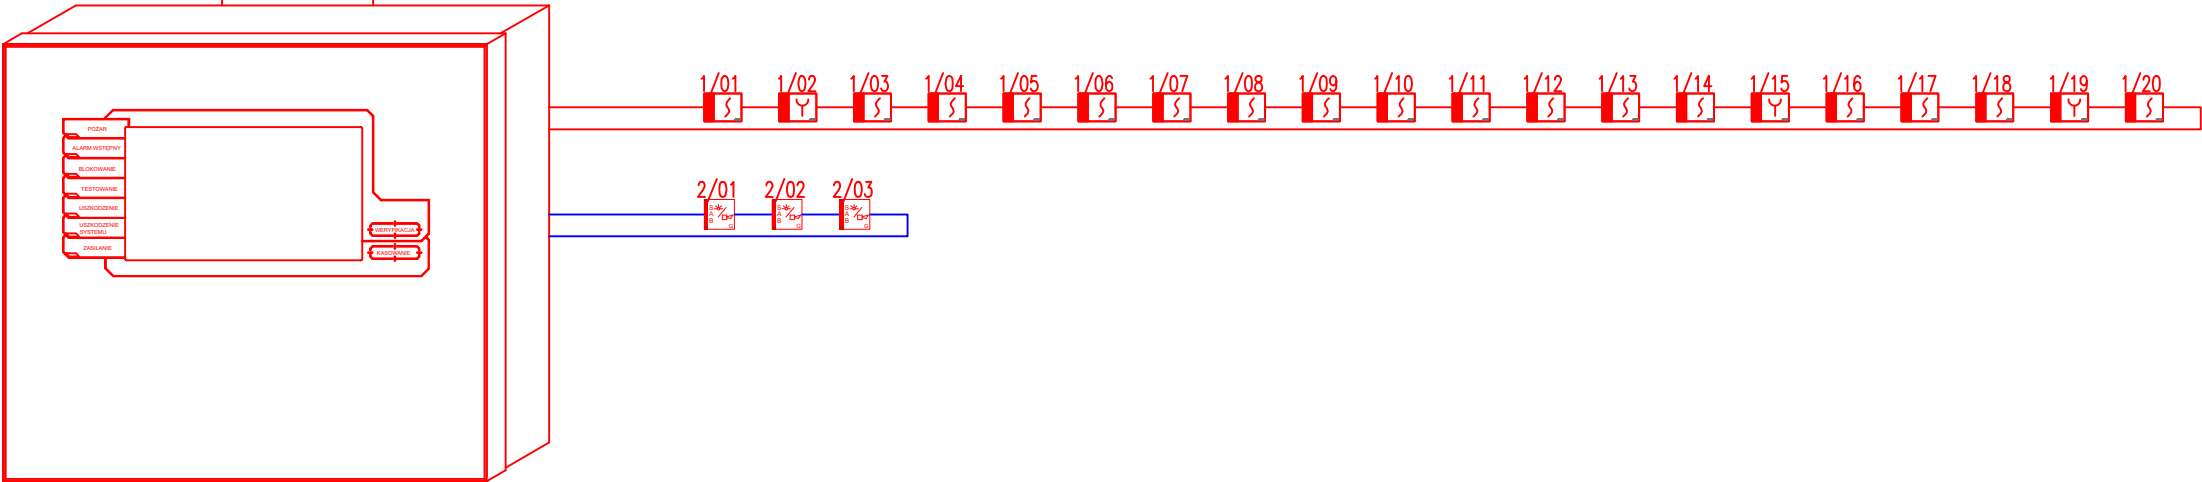 1/01 1/02 1/03 1/04 1/05 1/06 1/07 1/08 1/09 1/10 1/11 1/12 1/13 1/14 1/15 1/16 1/17 1/18 1/19 1/20
2/01 2/02 2/03
S
A
B
G
S
A
B
G
S
A
B
G
POŻAR
ALARM WSTĘPNY
BLOKOWANIE
TESTOWANIE
USZKODZENIE
USZKODZENIE
SYSTEMU
ZASILANIE
WERYFIKACJA
KASOWANIE